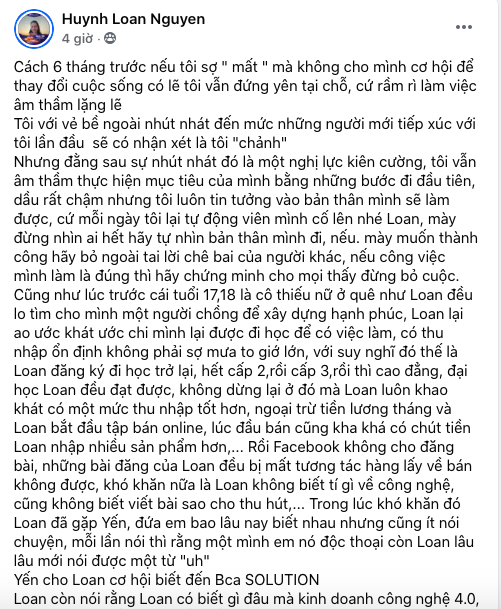 Huynh Loan Nguyen
4 giờ ·
Cách 6 tháng trước nếu tôi sợ " mất " mà không cho mình cơ hội để
thay đổi cuộc sống có lẽ tôi vẫn đứng yên tại chỗ, cứ rầm rì làm việc
âm thầm lặng lẽ
Tôi với vẻ bề ngoài nhút nhát đến mức những người mới tiếp xúc với
tôi lần đầu  sẽ có nhận xét là tôi "chảnh"
Nhưng đằng sau sự nhút nhát đó là một nghị lực kiên cường, tôi vẫn
âm thầm thực hiện mục tiêu của mình bằng những bước đi đầu tiên,
dầu rất chậm nhưng tôi luôn tin tưởng vào bản thân mình sẽ làm
được, cứ mỗi ngày tôi lại tự động viên mình cố lên nhé Loan, mày
đừng nhìn ai hết hãy tự nhìn bản thân mình đi, nếu. mày muốn thành
công hãy bỏ ngoài tai lời chê bai của người khác, nếu công việc
mình làm là đúng thì hãy chứng minh cho mọi thấy đừng bỏ cuộc.
Cũng như lúc trước cái tuổi 17,18 là cô thiếu nữ ở quê như Loan đều
lo tìm cho mình một người chồng để xây dựng hạnh phúc, Loan lại
ao ước khát ước chi mình lại được đi học để có việc làm, có thu
nhập ổn định không phải sợ mưa to gió lớn, với suy nghĩ đó thế là
Loan đăng ký đi học trở lại, hết cấp 2,rồi cấp 3,rồi thì cao đẳng, đại
học Loan đều đạt được, không dừng lại ở đó mà Loan luôn khao
khát có một mức thu nhập tốt hơn, ngoại trừ tiền lương tháng và
Loan bắt đầu tập bán online, lúc đầu bán cũng kha khá có chút tiền
Loan nhập nhiều sản phẩm hơn,... Rồi Facebook không cho đăng
bài, những bài đăng của Loan đều bị mất tương tác hàng lấy về bán
không được, khó khăn nữa là Loan không biết tí gì về công nghệ,
cũng không biết viết bài sao cho thu hút,... Trong lúc khó khăn đó
Loan đã gặp Yến, đứa em bao lâu nay biết nhau nhưng cũng ít nói
chuyện, mỗi lần nói thì rằng một mình em nó độc thoại còn Loan lâu
lâu mới nói được một từ "uh"
Yến cho Loan cơ hội biết đến Bca SOLUTION
Loan còn nói rằng Loan có biết gì đâu mà kinh doanh công nghệ 4.0,